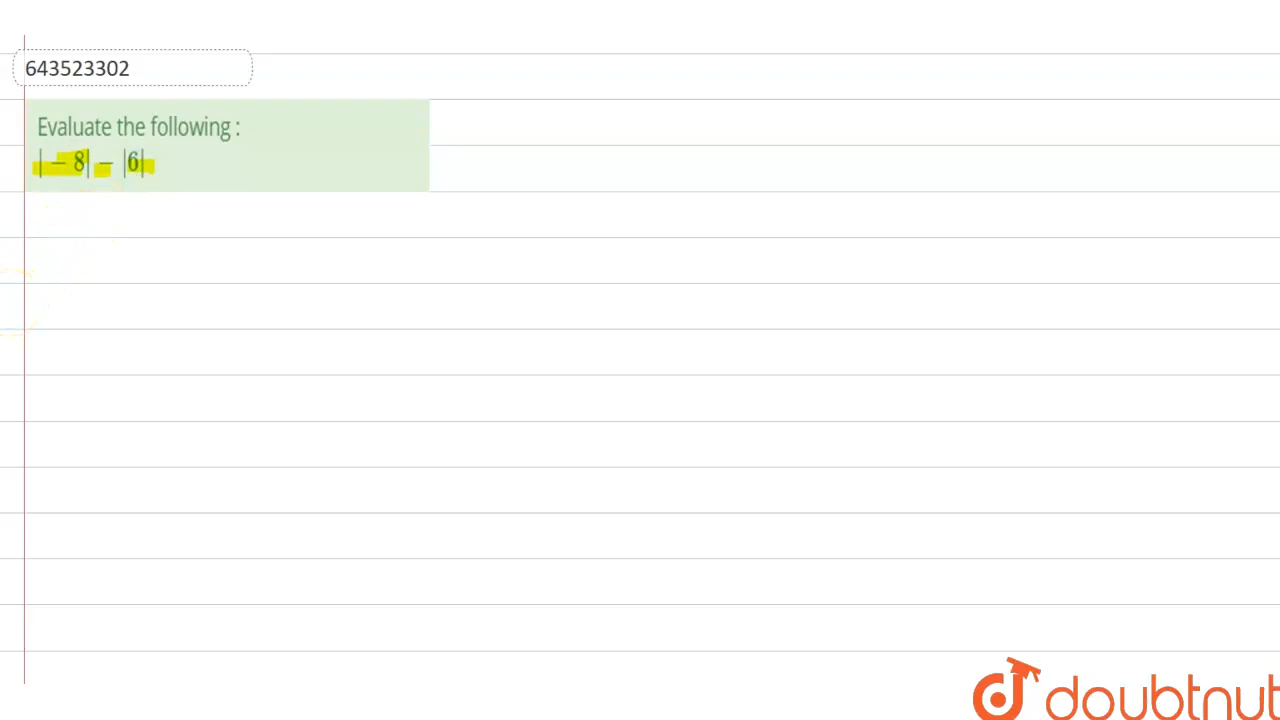 643523302
Evaluate the following :
| − 8| − |6|
doubtnut